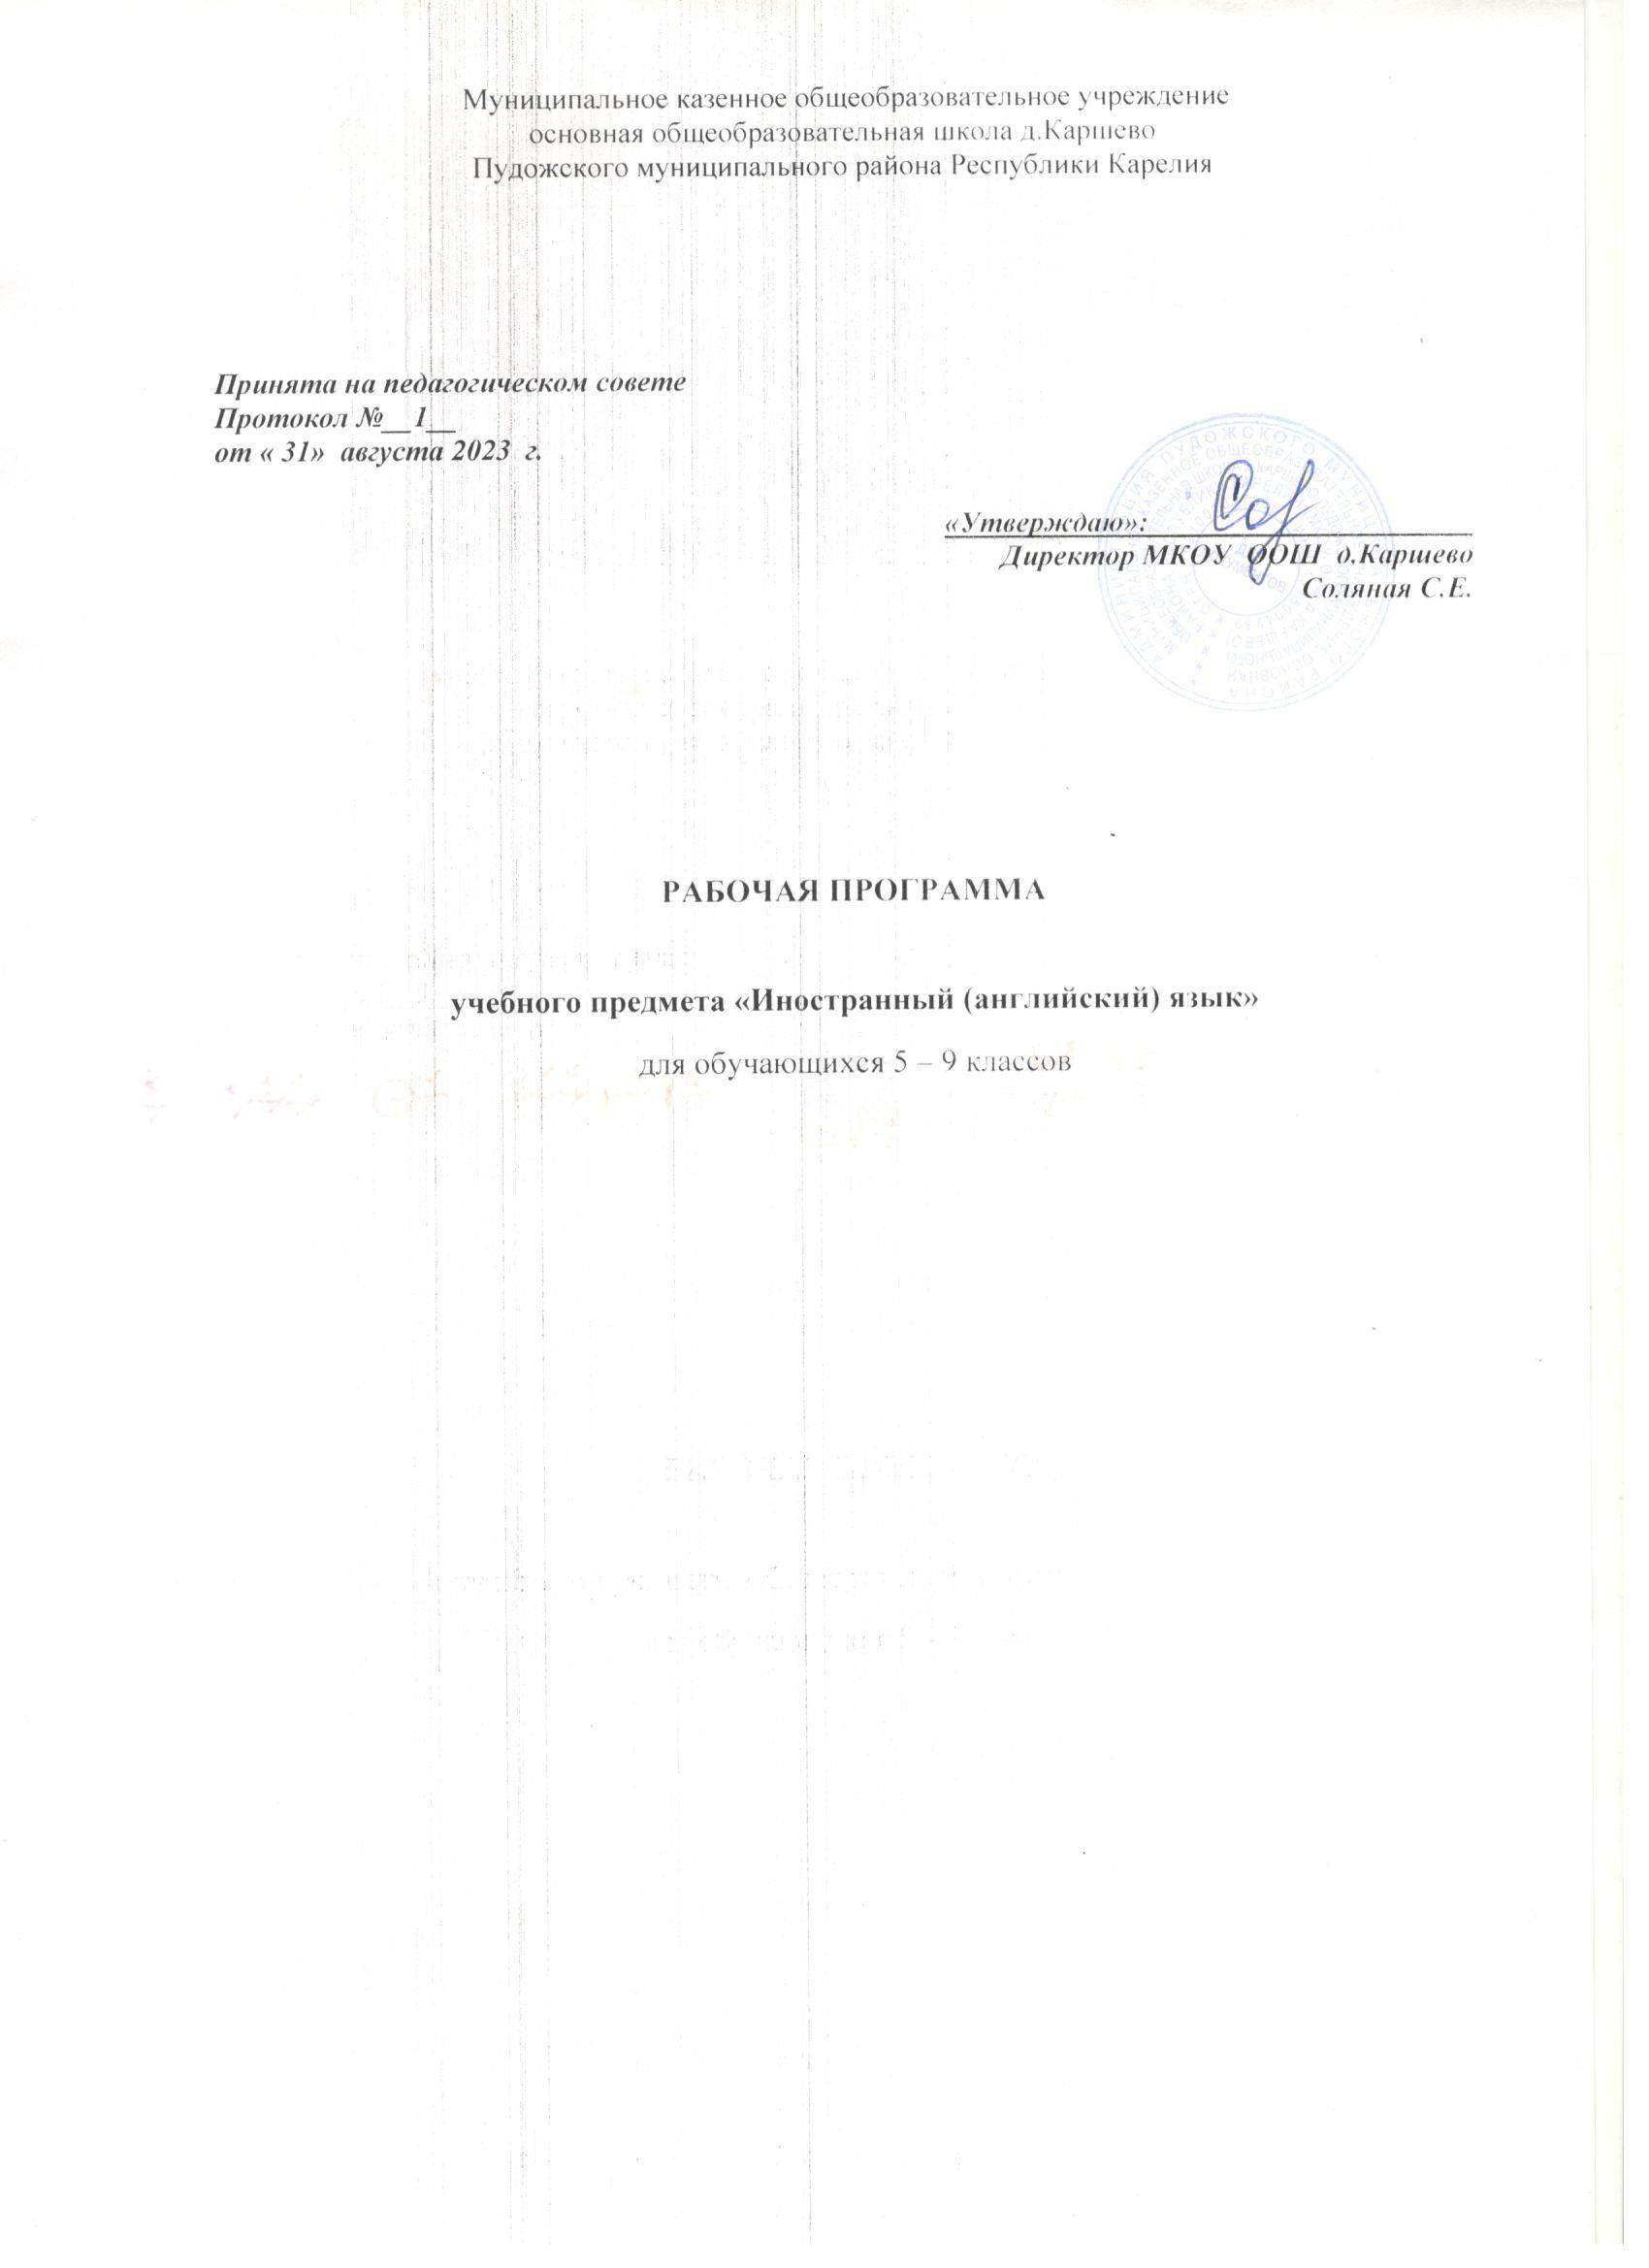 Муниципальное казенное общеобразовательное учреждение
основная общеобразовательная школа д.Каршево
Пудожского муниципального района Республики Карелия
Принята на педагогическом совете
Протокол №__1__
от « 31»  августа 2023  г.
«Утверждаю»:
Директор МКОУ  ООШ  д.Каршево
Соляная С.Е.
РАБОЧАЯ ПРОГРАММА
учебного предмета «Иностранный (английский) язык»
для обучающихся 5 – 9 классов